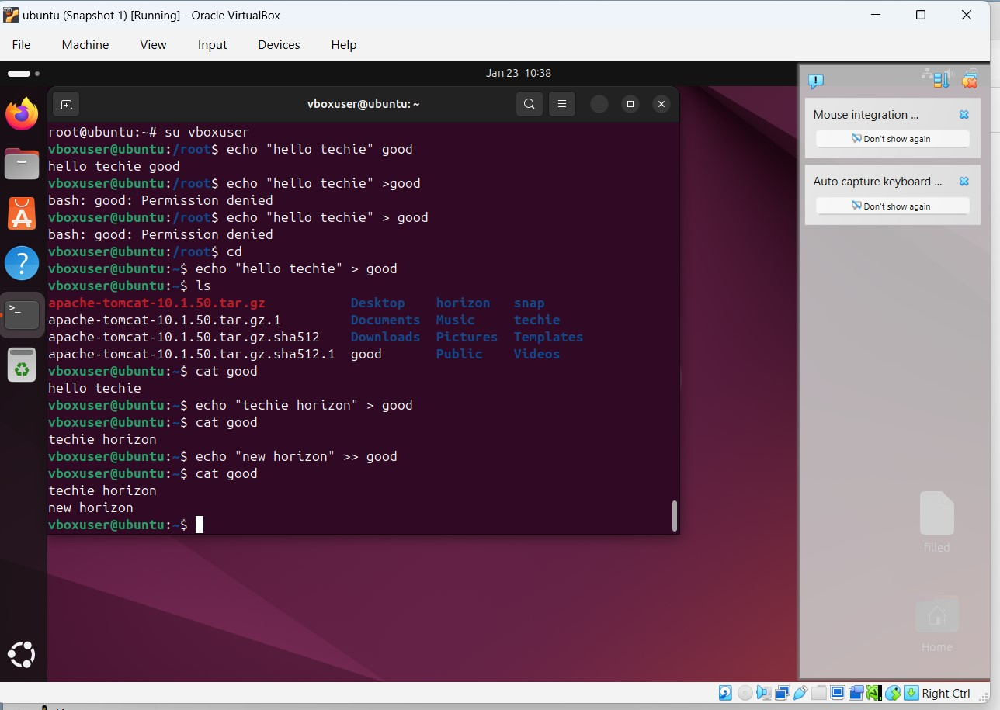 ubuntu (Snapshot 1) [Running] - Oracle VirtualBox
File Machine View Input Devices Help
Jan 23 10:38
vboxuser@ubuntu: ~
root@ubuntu:~# su vboxuser
vboxuser@ubuntu:/root$ echo "hello techie" good
hello techie good
vboxuser@ubuntu:/root$ echo "hello techie" >good
bash: good: Permission denied
vboxuser@ubuntu:/root$ echo "hello techie" > good
bash: good: Permission denied
vboxuser@ubuntu:/root$ cd
vboxuser@ubuntu:~$ echo "hello techie" > good
vboxuser@ubuntu:~$ ls
apache-tomcat-10.1.50.tar.gz Desktop horizon snap
apache-tomcat-10.1.50.tar.gz.1 Documents Music techie
apache-tomcat-10.1.50.tar.gz.sha512 Downloads Pictures Templates
apache-tomcat-10.1.50.tar.gz.sha512.1 good Public Videos
vboxuser@ubuntu:~$ cat good
hello techie
vboxuser@ubuntu:~$ echo "techie horizon" > good
vboxuser@ubuntu:~$ cat good
techie horizon
vboxuser@ubuntu:~$ echo "new horizon" >> good
vboxuser@ubuntu:~$ cat good
techie horizon
new horizon
vboxuser@ubuntu:~$
Mouse integration ...
Don't show again
Auto capture keyboard ...
Don't show again
filled
Home
Right Ctrl